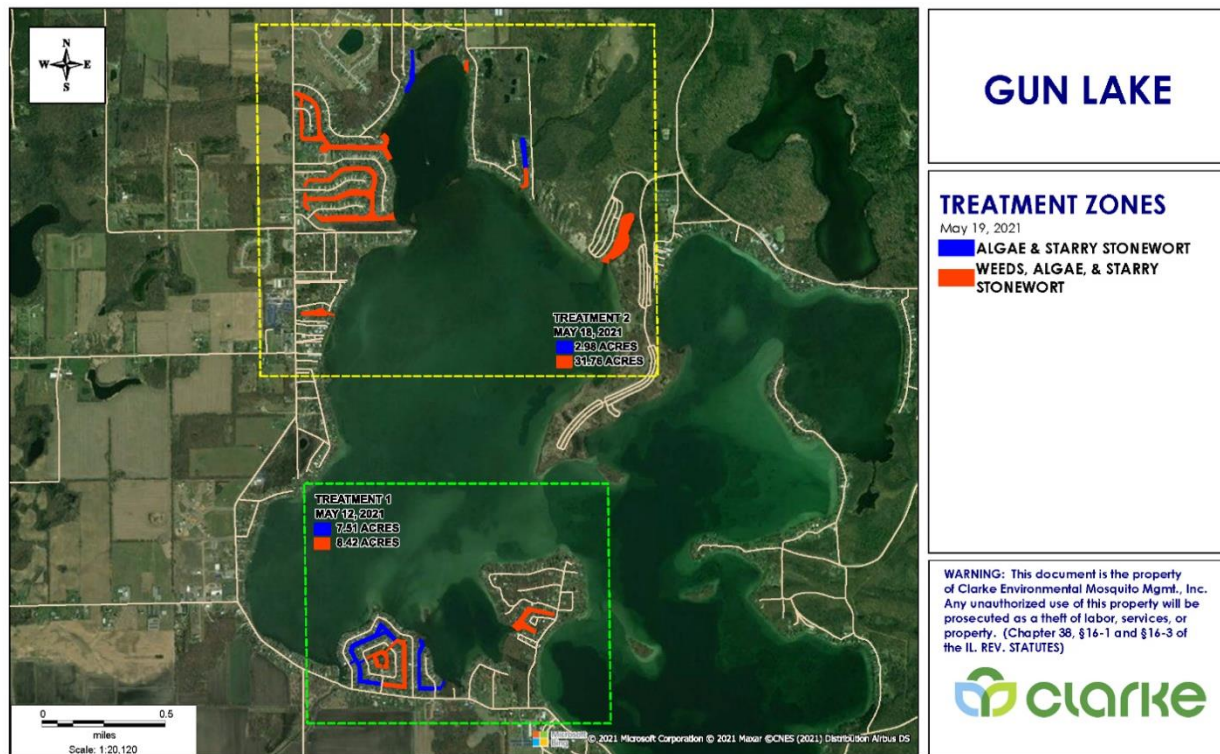 N
W E
S
TREATMENT 2
MAY 18, 2021
2.98 ACRES
31.76 ACRES
TREATMENT 1
MAY 12, 2021
7.51 ACRES
8.42 ACRES
0 0.5
miles
Scale: 1:20,120
Microsoft
Bing
© 2021 Microsoft Corporation © 2021 Maxar ©CNES (2021) Distribution Airbus DS
GUN LAKE
TREATMENT ZONES
May 19, 2021
ALGAE & STARRY STONEWORT
WEEDS, ALGAE, & STARRY
STONEWORT
WARNING: This document is the property
of Clarke Environmental Mosquito Mgmt., Inc.
Any unauthorized use of this property will be
prosecuted as a theft of labor, services, or
property. (Chapter 38, §16-1 and §16-3 of
the IL. REV. STATUTES)
clarke